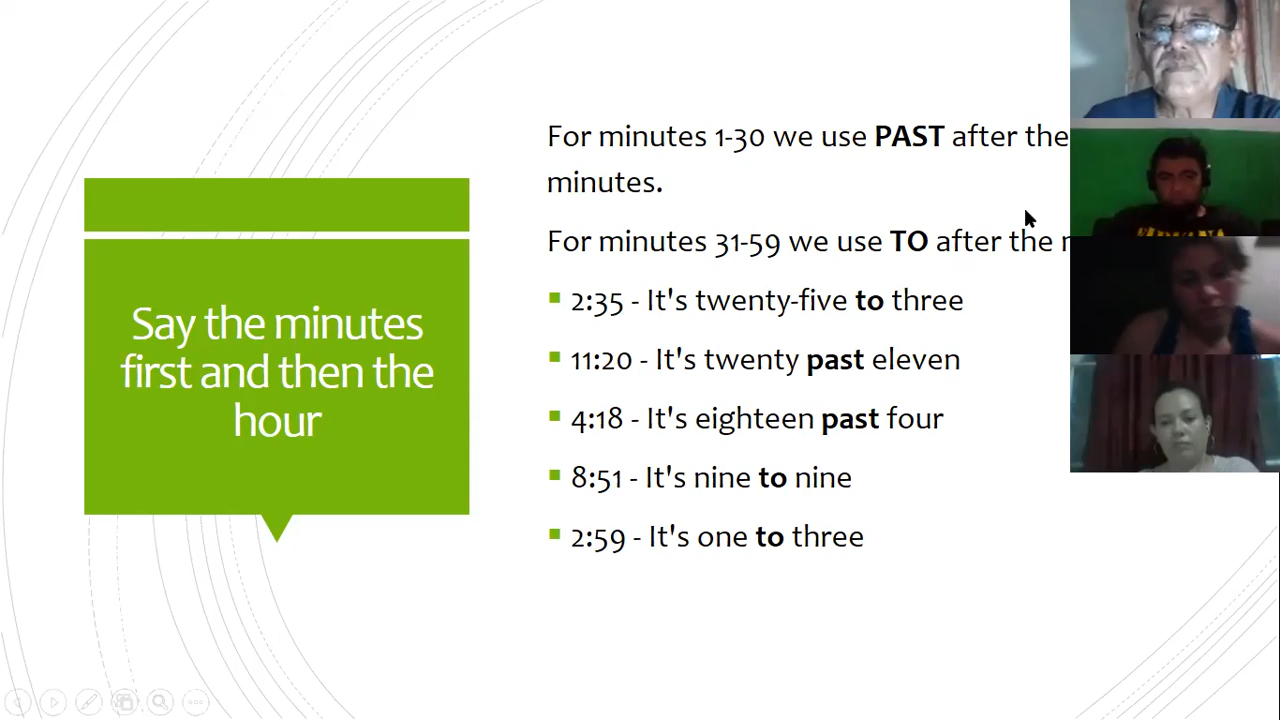 Say the minutes
first and then the
hour
For minutes 1-30 we use PAST after the
minutes.
For minutes 31-59 we use TO after the
2:35 - It's twenty-five to three
11:20 - It's twenty past eleven
4:18 - It's eighteen past four
8:51 - It's nine to nine
2:59 - It's one to three